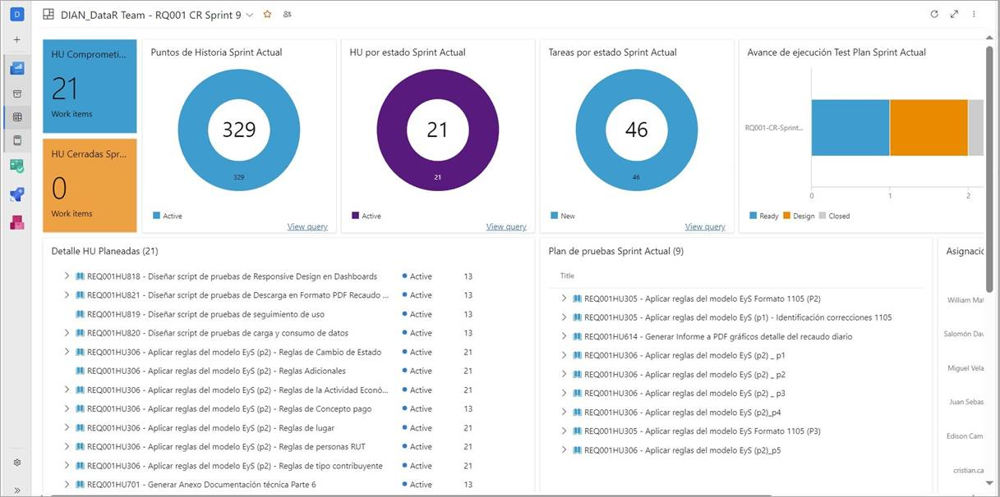 D
DIAN_DataR Team - RQ001 CR Sprint 9
HU Comprometi...
21
Work items
HU Cerradas Spr...
0
Work items
Puntos de Historia Sprint Actual
329
329
Active
View query
HU por estado Sprint Actual
21
21
Active
View query
Tareas por estado Sprint Actual
46
46
New
View query
Avance de ejecución Test Plan Sprint Actual
RQ001-CR-Sprint...
0 1 2
Ready Design Closed
Detalle HU Planeadas (21)
REQ001HU818 - Diseñar script de pruebas de Responsive Design en Dashboards Active 13
REQ001HU821 - Diseñar script de pruebas de Descarga en Formato PDF Recaudo ... Active 13
REQ001HU819 - Diseñar script de pruebas de seguimiento de uso Active 13
REQ001HU820 - Diseñar script de pruebas de carga y consumo de datos Active 13
REQ001HU306 - Aplicar reglas del modelo EyS (p2) - Reglas de Cambio de Estado Active 21
REQ001HU306 - Aplicar reglas del modelo EyS (p2) - Reglas Adicionales Active 21
REQ001HU306 - Aplicar reglas del modelo EyS (p2) - Reglas de la Actividad Econó... Active 21
REQ001HU306 - Aplicar reglas del modelo EyS (p2) - Reglas de Concepto pago Active 13
REQ001HU306 - Aplicar reglas del modelo EyS (p2) - Reglas de lugar Active 21
REQ001HU306 - Aplicar reglas del modelo EyS (p2) - Reglas de personas RUT Active 21
REQ001HU306 - Aplicar reglas del modelo EyS (p2) - Reglas de tipo contribuyente Active 21
REQ001HU701 - Generar Anexo Documentación técnica Parte 6 Active 13
Plan de pruebas Sprint Actual (9)
Title
REQ001HU305 - Aplicar reglas del modelo EyS Formato 1105 (P2)
REQ001HU305 - Aplicar reglas del modelo EyS (p1) - Identificación correcciones 1105
REQ001HU614 - Generar Informe a PDF gráficos detalle del recaudo diario
REQ001HU306 - Aplicar reglas del modelo EyS (p2) _ p1
REQ001HU306 - Aplicar reglas del modelo EyS (p2) _ p2
REQ001HU306 - Aplicar reglas del modelo EyS (p2) _ p3
REQ001HU306 - Aplicar reglas del modelo EyS (p2)_p4
REQ001HU305 - Aplicar reglas del modelo EyS Formato 1105 (P3)
REQ001HU306 - Aplicar reglas del modelo EyS (p2)_p5
Asignació
William Mat
Salomón Dav
Miguel Vela
Juan Sebas
Edison Cam
cristian.ca